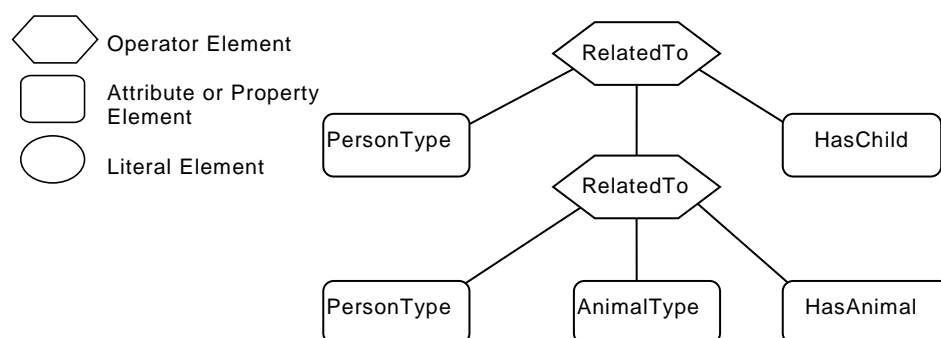 Operator Element
Attribute or Property
Element
Literal Element
RelatedTo
PersonType
HasChild
RelatedTo
PersonType
AnimalType
HasAnimal